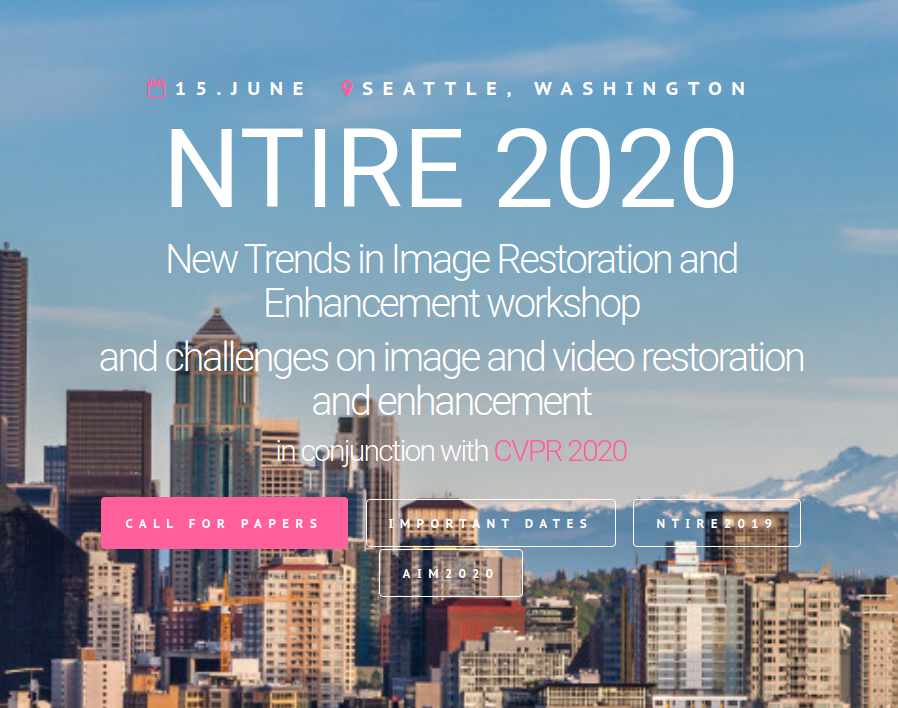 15.JUNE SEATTLE, WASHINGTON
NTIRE 2020
New Trends in Image Restoration and
Enhancement workshop
and challenges on image and video restoration
and enhancement
in conjunction with CVPR 2020
CALL FOR PAPERS IMPORTANT DATES NTIRE2019
AIM2020